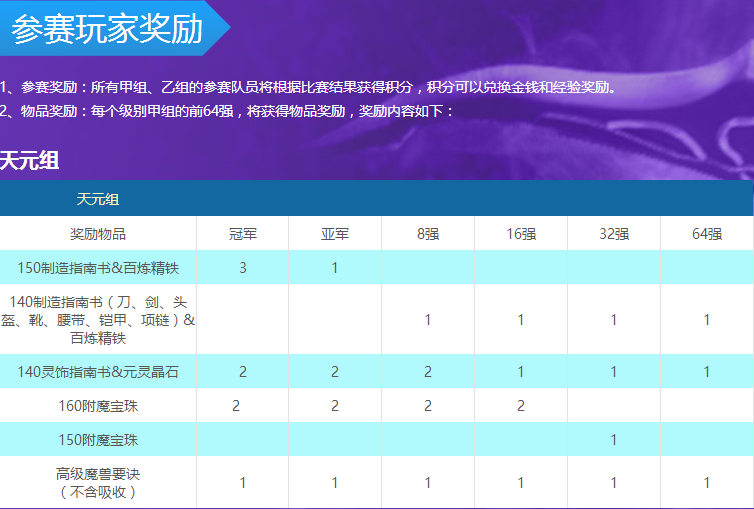 参赛玩家奖励
1、参赛奖励：所有甲组、乙组的参赛队员将根据比赛结果获得积分，积分可以兑换金钱和经验奖励。
2、物品奖励：每个级别甲组的前64强，将获得物品奖励，奖励内容如下：
天元组
天元组
奖励物品 冠军 亚军 8强 16强 32强 64强
150制造指南书&百炼精铁 3 1
140制造指南书（刀、剑、头
盔、靴、腰带、铠甲、项链）&
百炼精铁 1 1 1 1
140灵饰指南书&元灵晶石 2 2 2 1 1 1
160附魔宝珠 2 2 2 2
150附魔宝珠 1
高级魔兽要诀
（不含吸收） 1 1 1 1 1 1